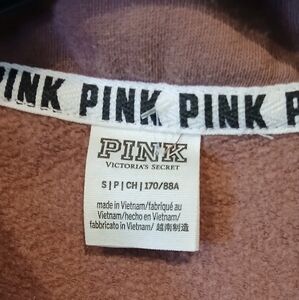 PINK PINK PINK P
PINK
VICTORIA'S SECRET
S | P | CH | 170/88A
made in Vietnam/fabriqué au
Vietnam/hecho en Vietnam/
fabbricato in Vietnam/ 越南制造